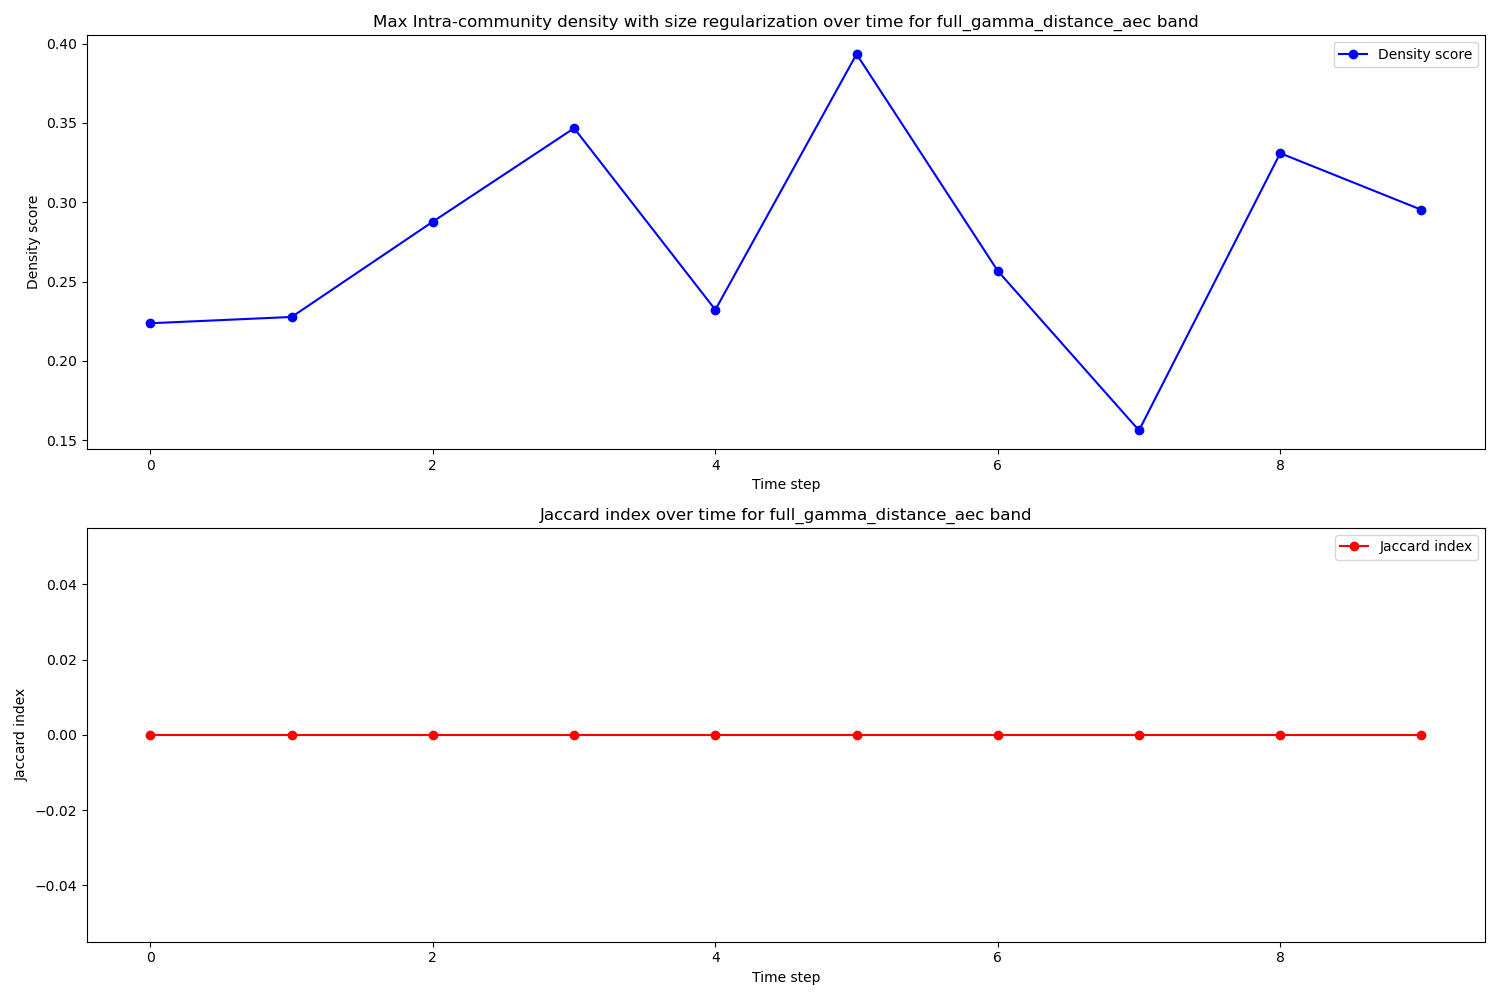 Max Intra-community density with size regularization over time for full_gamma_distance_aec band
Density score
0.40
0.35
0.30
0.25
0.20
0.15
Density score
0 2 4 6 8
Time step
Jaccard index over time for full_gamma_distance_aec band
Jaccard index
0.04
0.02
0.00
−0.02
−0.04
Jaccard index
0 2 4 6 8
Time step